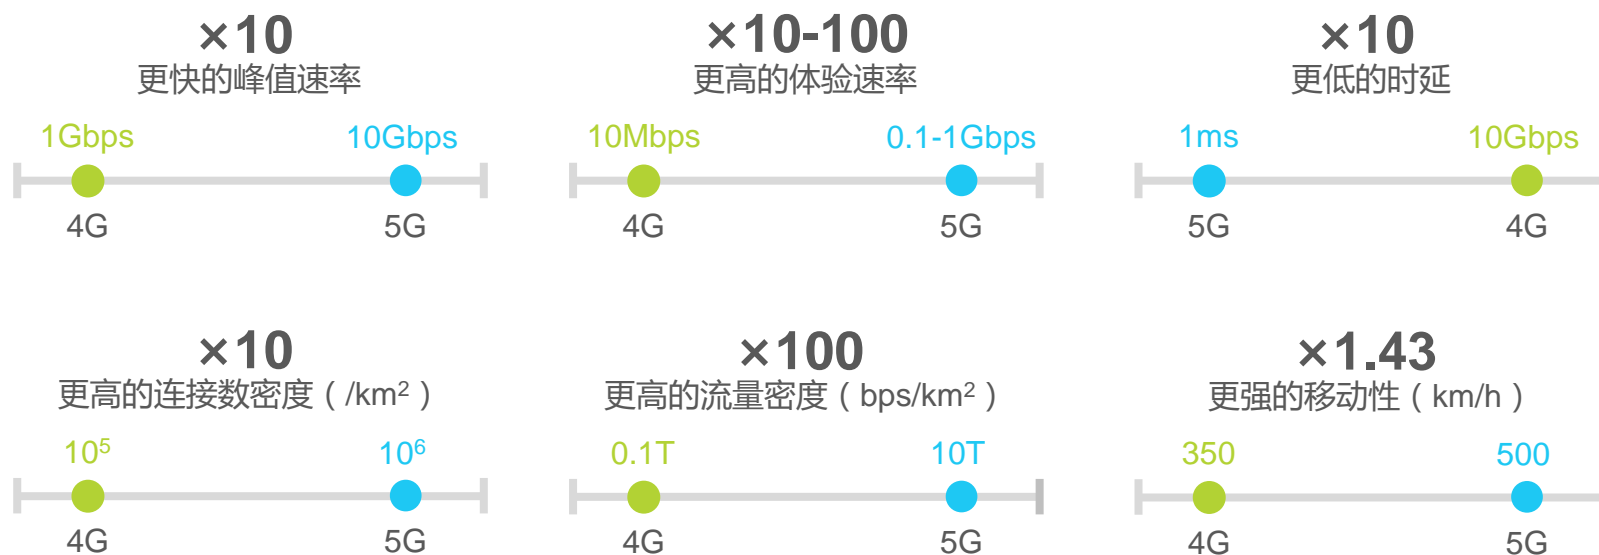 ×10
更快的峰值速率
1Gbps 10Gbps
4G 5G
×10-100
更高的体验速率
10Mbps 0.1-1Gbps
4G 5G
×10
更低的时延
1ms 10Gbps
5G 4G
×10
更高的连接数密度（/km²）
10⁵ 10⁶
4G 5G
×100
更高的流量密度（bps/km²）
0.1T 10T
4G 5G
×1.43
更强的移动性（km/h）
350 500
4G 5G